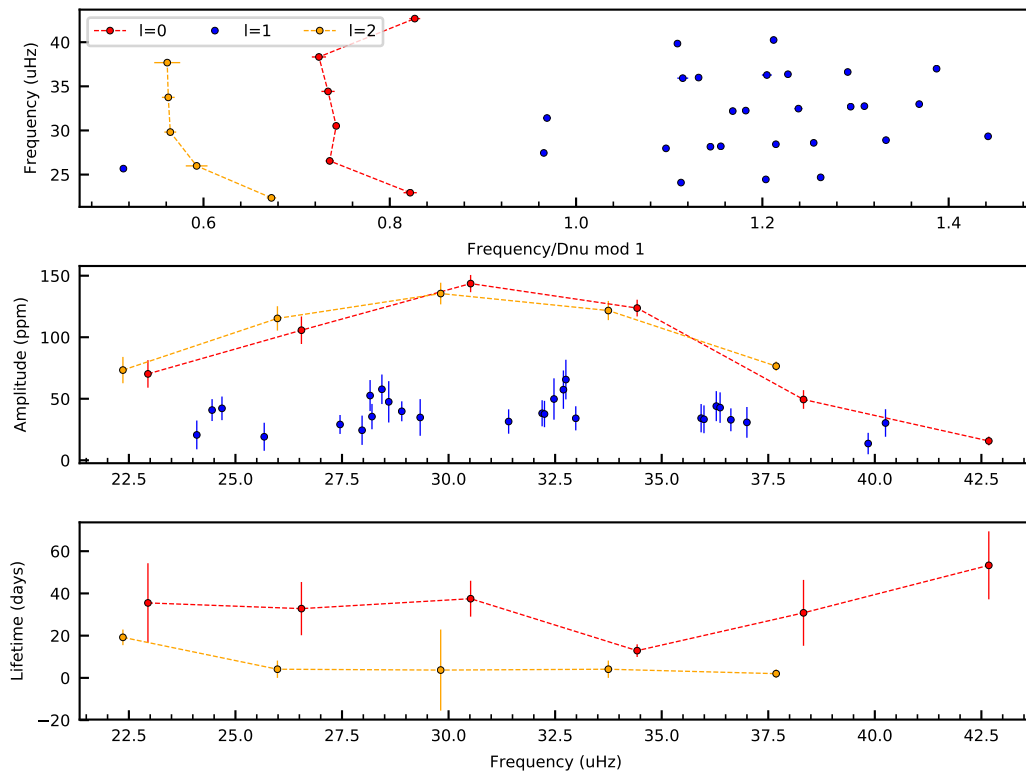 l=0 l=1 l=2
Frequency (uHz)
40
35
30
25
0.6 0.8 1.0 1.2 1.4
Frequency/Dnu mod 1
Amplitude (ppm)
150
100
50
0
22.5 25.0 27.5 30.0 32.5 35.0 37.5 40.0 42.5
Lifetime (days)
60
40
20
0
−20
22.5 25.0 27.5 30.0 32.5 35.0 37.5 40.0 42.5
Frequency (uHz)